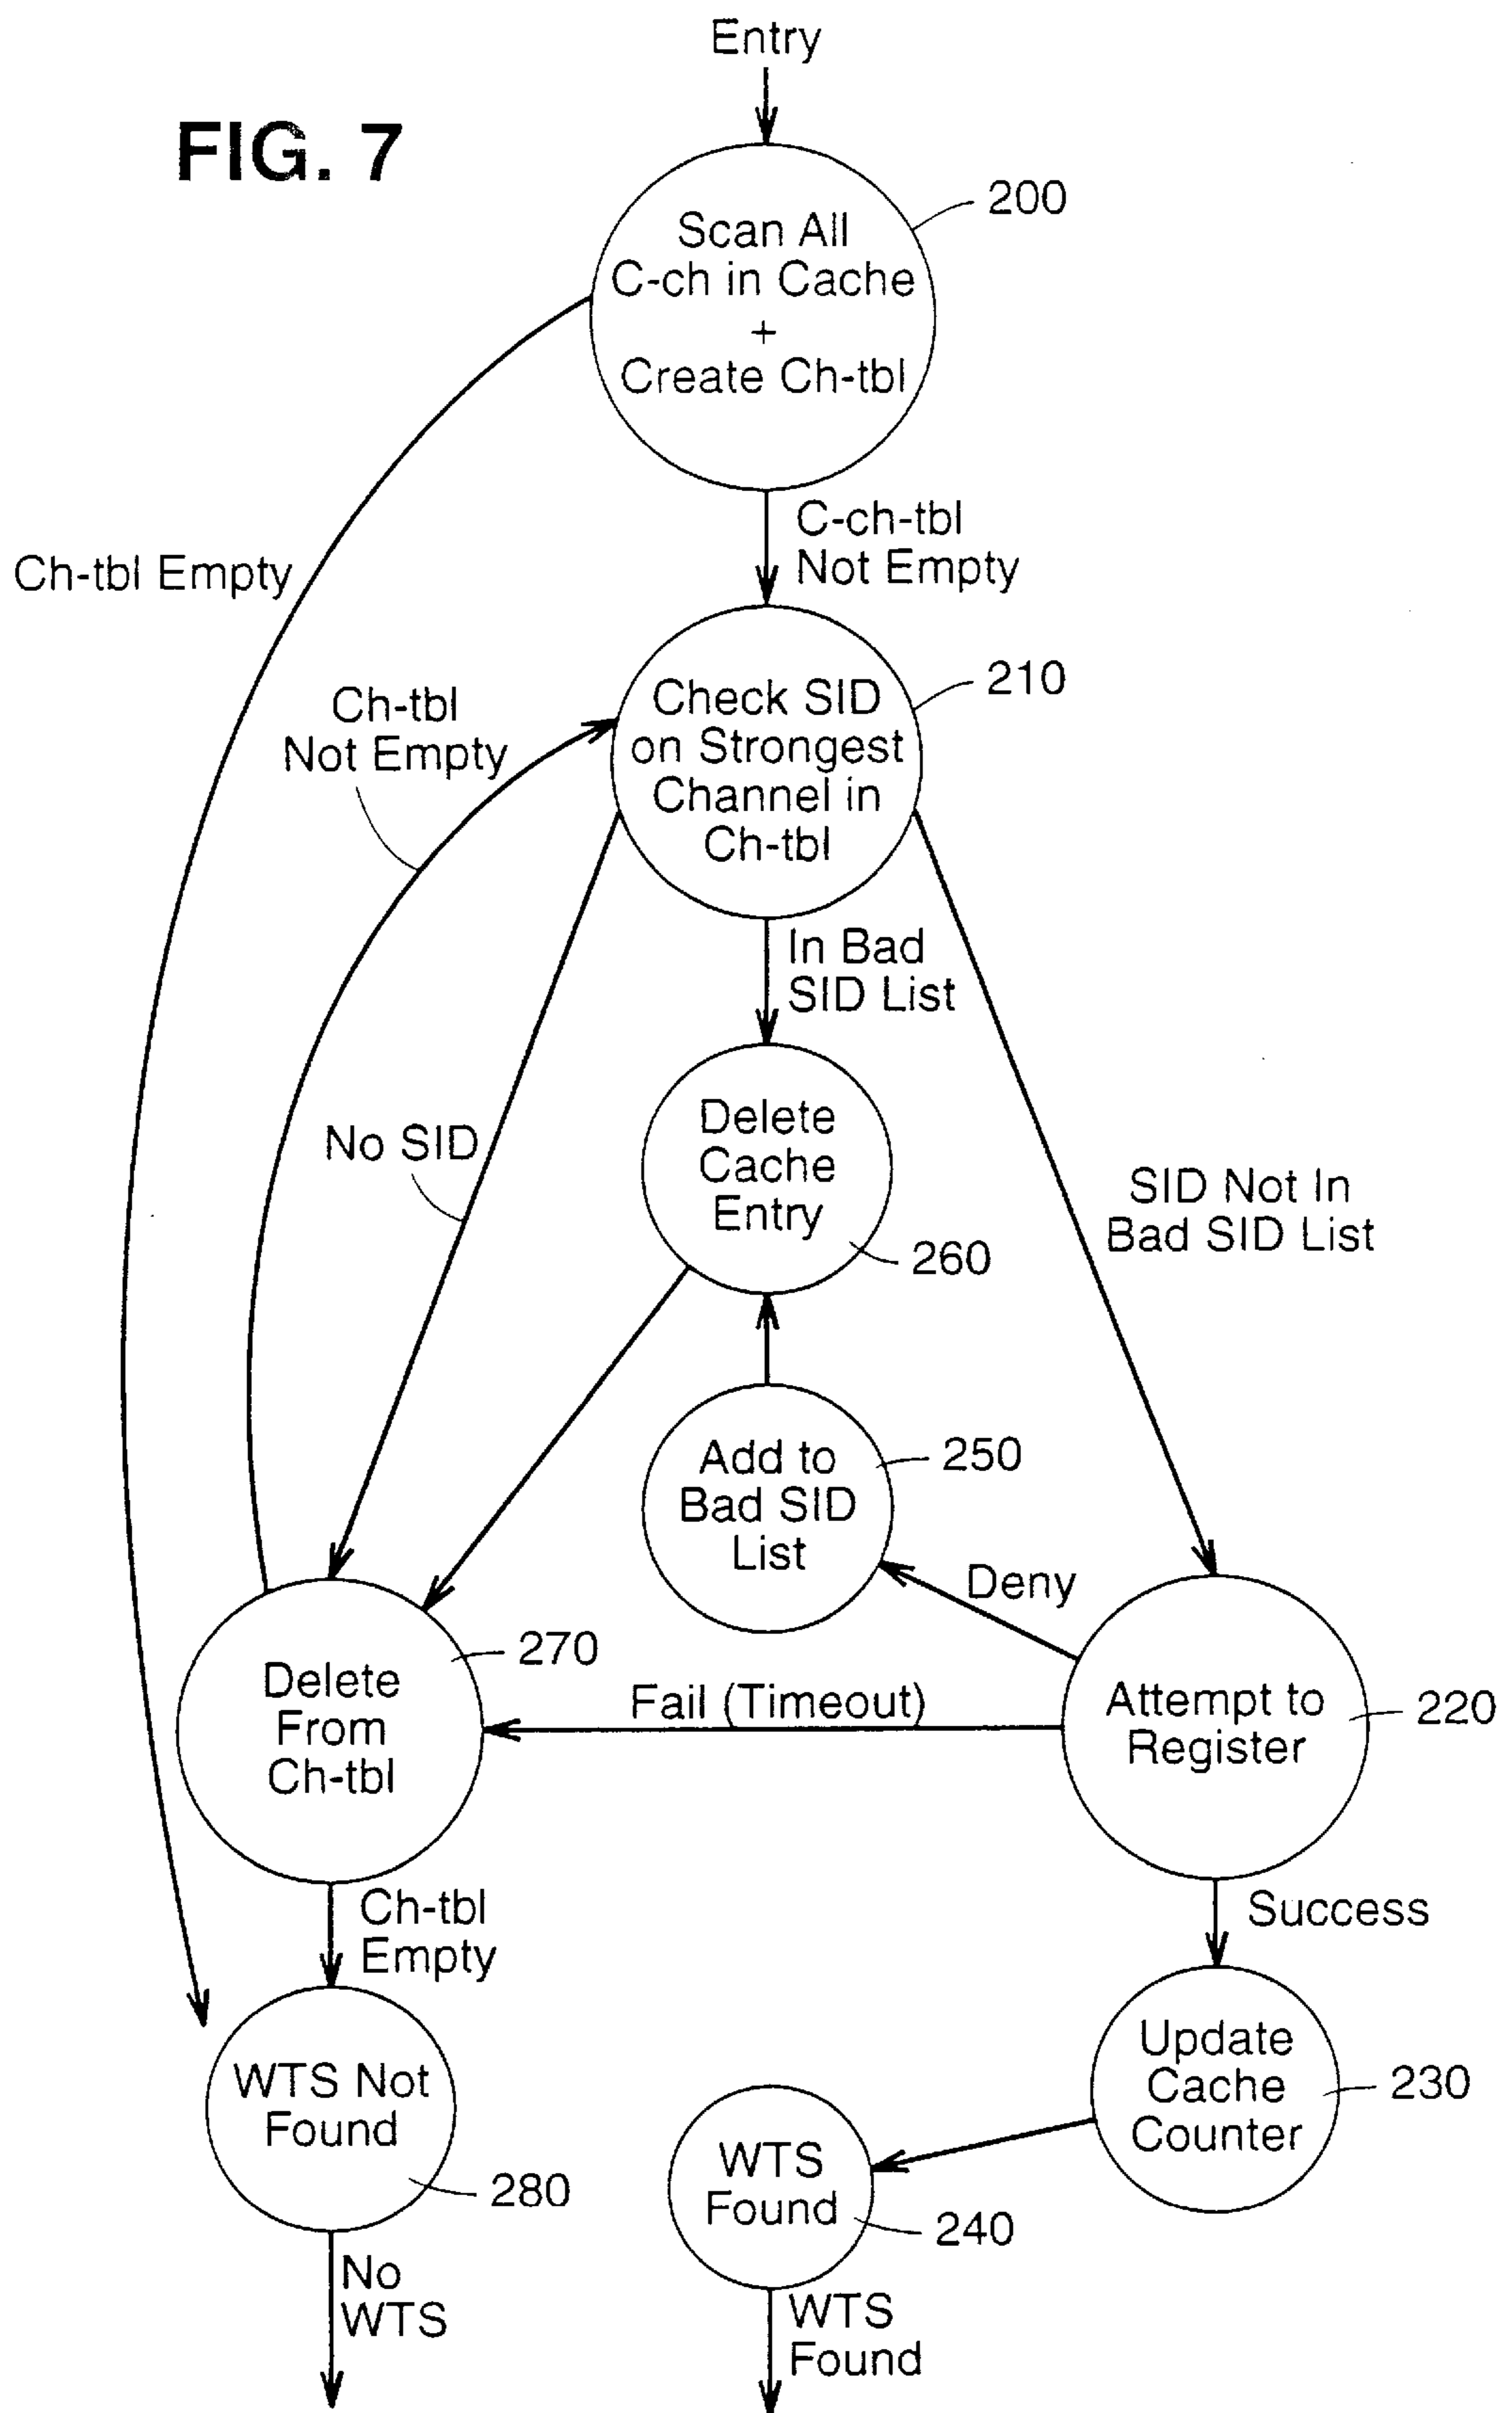 Entry
FIG. 7
200
Scan All
C-ch in Cache
+
Create Ch-tbl
C-ch-tbl
Not Empty
Ch-tbl Empty
210
Check SID
on Strongest
Channel in
Ch-tbl
Ch-tbl
Not Empty
In Bad
SID List
No SID
Delete
Cache
Entry
260
SID Not In
Bad SID List
Add to
Bad SID
List
250
Deny
270
Delete
From
Ch-tbl
Fail (Timeout)
Attempt to
Register
220
Ch-tbl
Empty
Success
Update
Cache
Counter
230
WTS Not
Found
280
WTS
Found
240
No
WTS
WTS
Found